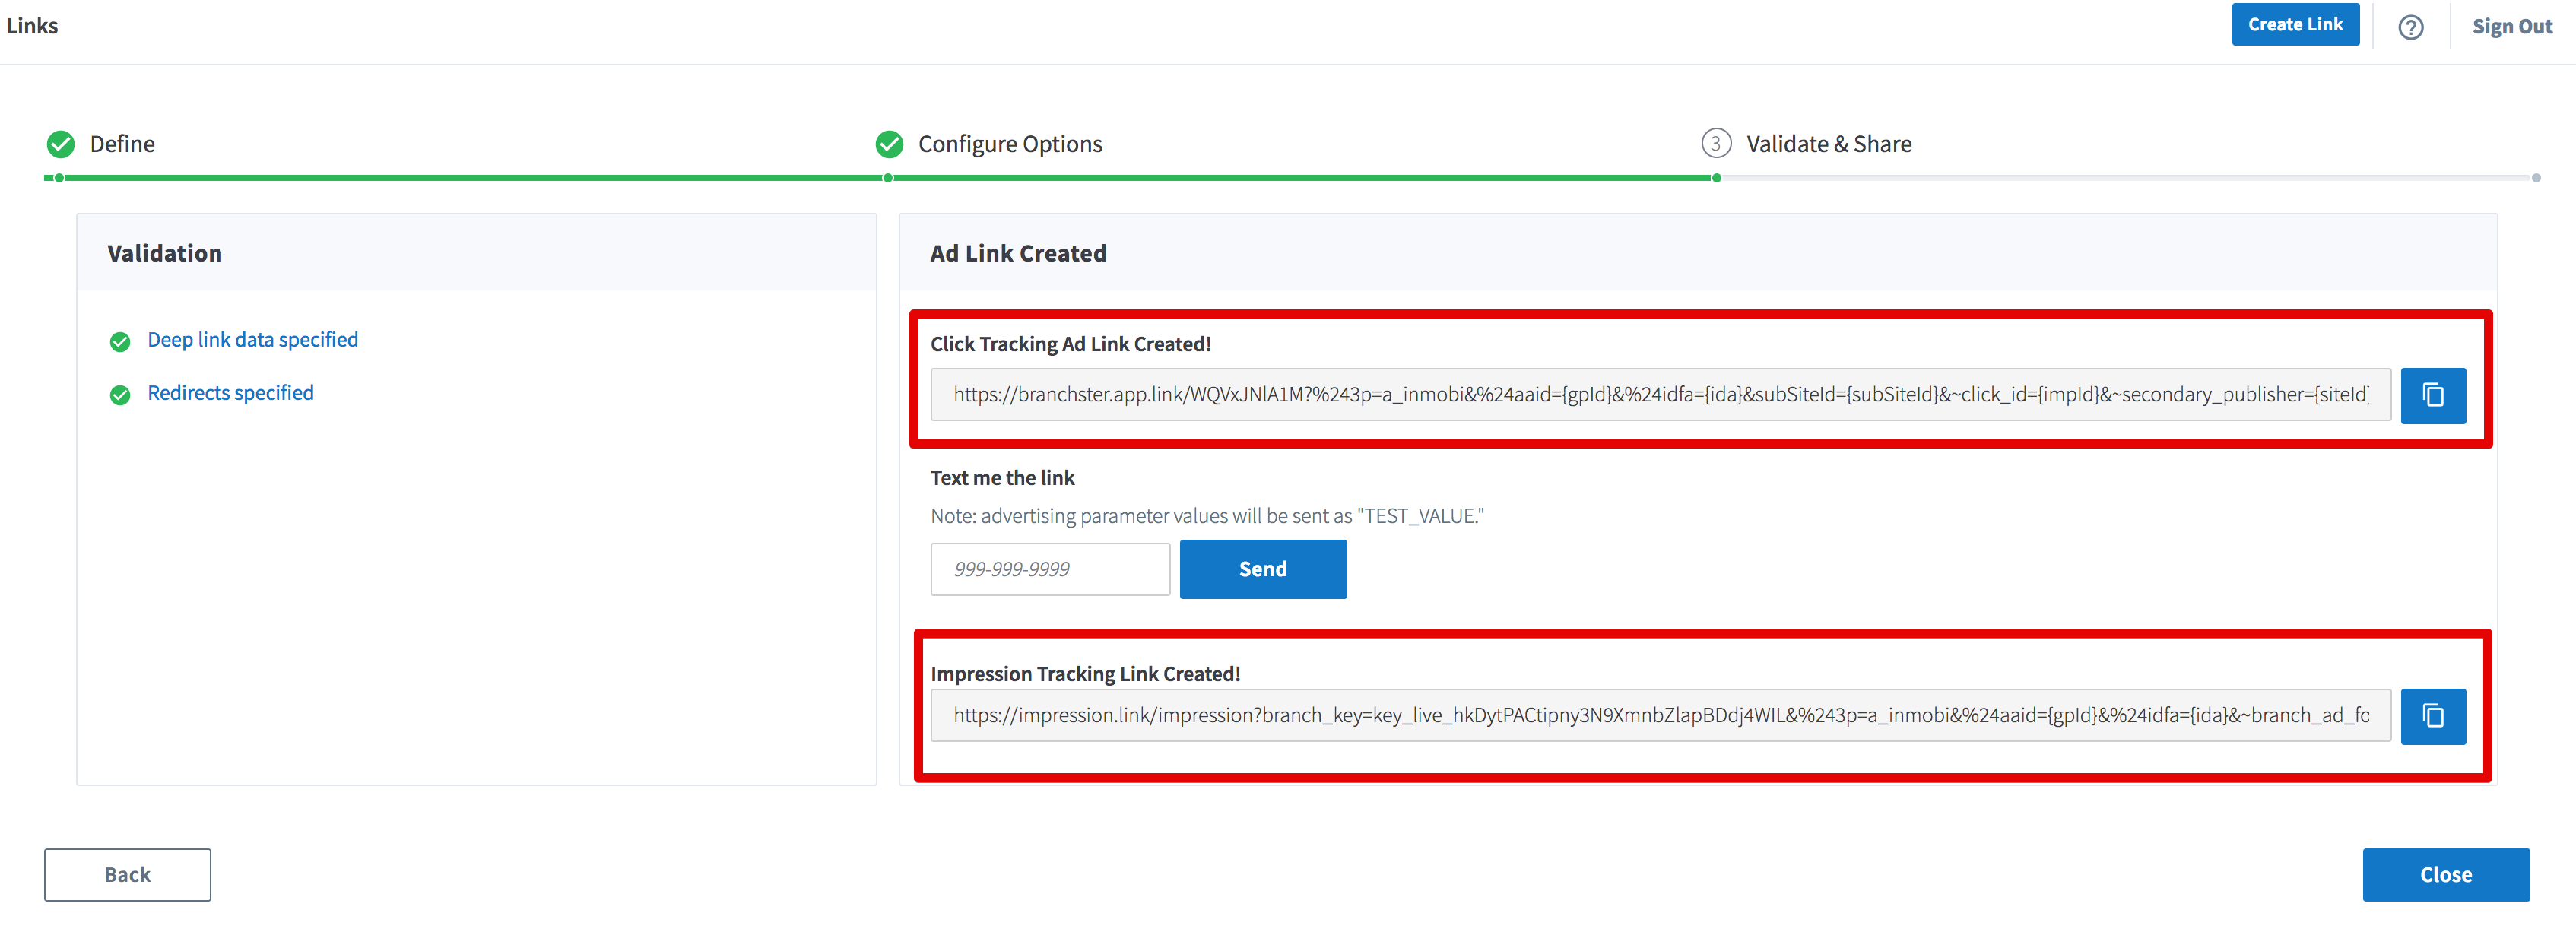 Links
Create Link
?
Sign Out
Define
Configure Options
3 Validate & Share
Validation
Deep link data specified
Redirects specified
Ad Link Created
Click Tracking Ad Link Created!
https://branchster.app.link/WQVxJNlA1M?%243p=a_inmobi&%24aaid={gpId}&%24idfa={ida}&subSiteId={subSiteId}&~click_id={impId}&~secondary_publisher={siteId}
Text me the link
Note: advertising parameter values will be sent as "TEST_VALUE."
999-999-9999
Send
Impression Tracking Link Created!
https://impression.link/impression?branch_key=key_live_hkDytPACtipny3N9XmnbZlapBDdj4WIL&%243p=a_inmobi&%24aaid={gpId}&%24idfa={ida}&~branch_ad_fo
Back
Close